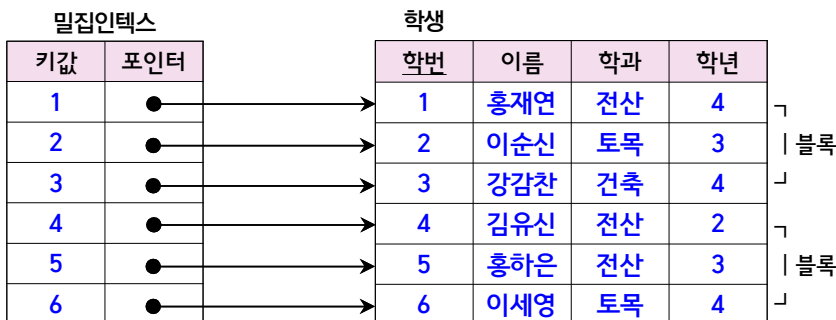 밀집인텍스 학생
키값 포인터 학번 이름 학과 학년
1 1 홍재연 전산 4
2 2 이순신 토목 3 블록
3 3 강감찬 건축 4
4 4 김유신 전산 2
5 5 홍하은 전산 3 블록
6 6 이세영 토목 4